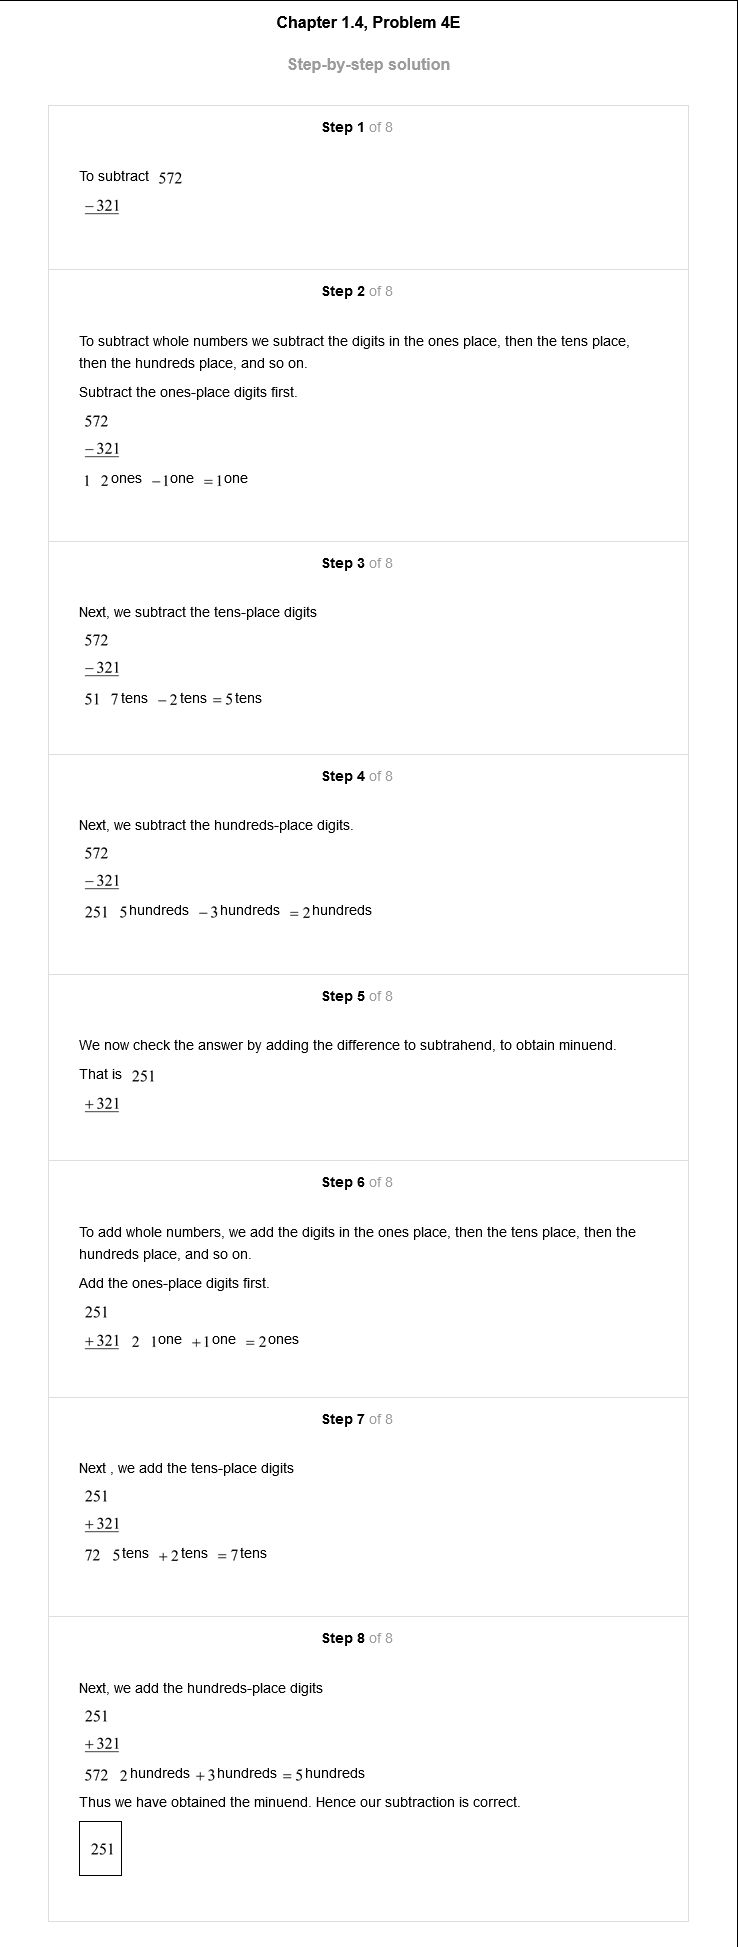 Chapter 1.4, Problem 4E
Step-by-step solution
Step 1 of 8
To subtract 572
−321
Step 2 of 8
To subtract whole numbers we subtract the digits in the ones place, then the tens place,
then the hundreds place, and so on.
Subtract the ones-place digits first.
572
−321
1 2 ones −1 one =1 one
Step 3 of 8
Next, we subtract the tens-place digits
572
−321
51 7 tens −2 tens =5 tens
Step 4 of 8
Next, we subtract the hundreds-place digits.
572
−321
251 5 hundreds −3 hundreds =2 hundreds
Step 5 of 8
We now check the answer by adding the difference to subtrahend, to obtain minuend.
That is 251
+321
Step 6 of 8
To add whole numbers, we add the digits in the ones place, then the tens place, then the
hundreds place, and so on.
Add the ones-place digits first.
251
+321 2 1 one +1 one =2 ones
Step 7 of 8
Next , we add the tens-place digits
251
+321
72 5 tens +2 tens =7 tens
Step 8 of 8
Next, we add the hundreds-place digits
251
+321
572 2 hundreds +3 hundreds =5 hundreds
Thus we have obtained the minuend. Hence our subtraction is correct.
251